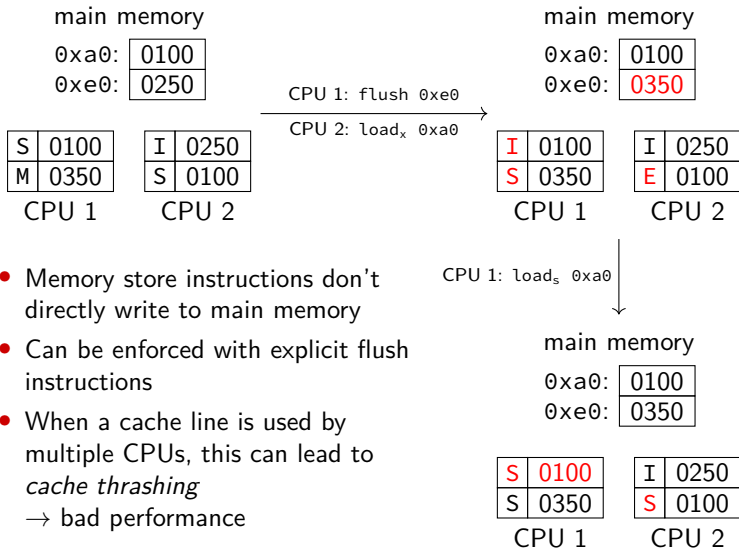 main memory
0xa0: 0100
0xe0: 0250
S 0100
M 0350
CPU 1
I 0250
S 0100
CPU 2
CPU 1: flush 0xe0
CPU 2: loadₓ 0xa0
main memory
0xa0: 0100
0xe0: 0350
I 0100
S 0350
CPU 1
I 0250
E 0100
CPU 2
• Memory store instructions don't
directly write to main memory
• Can be enforced with explicit flush
instructions
• When a cache line is used by
multiple CPUs, this can lead to
cache thrashing
→ bad performance
CPU 1: loadₛ 0xa0
main memory
0xa0: 0100
0xe0: 0350
S 0100
S 0350
CPU 1
I 0250
S 0100
CPU 2